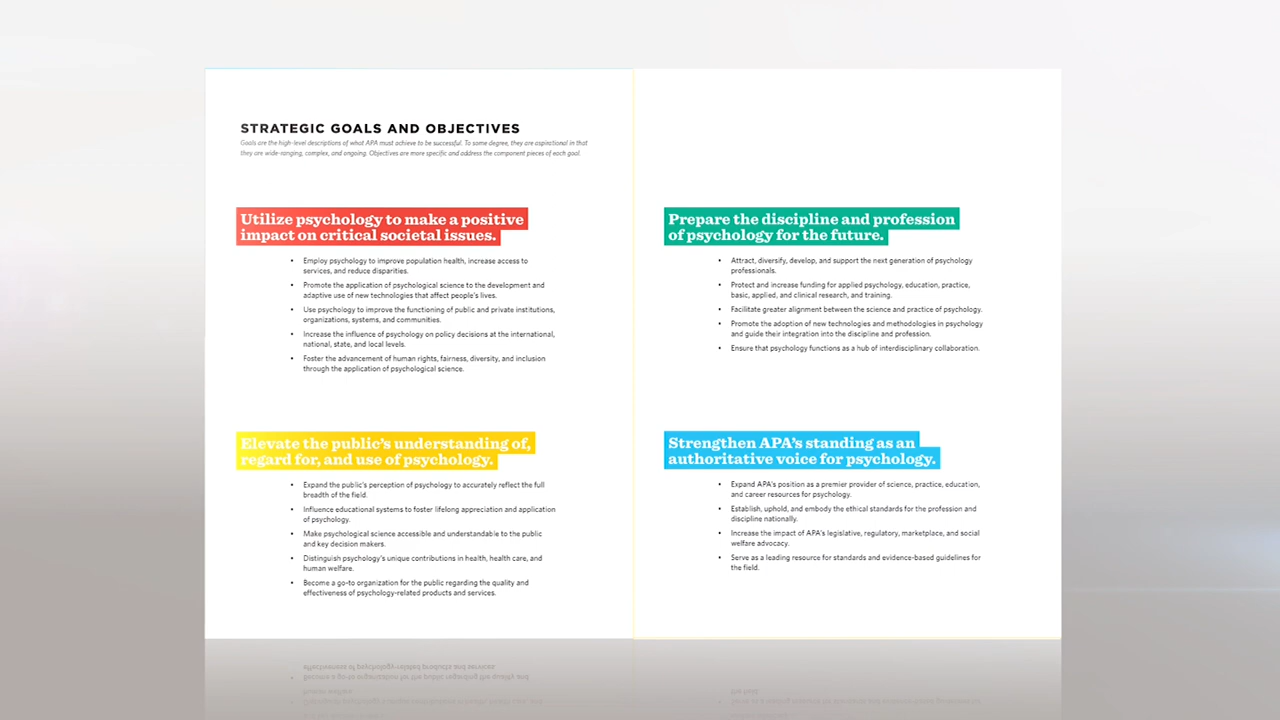 STRATEGIC GOALS AND OBJECTIVES
Goals are the high-level descriptions of what APA must achieve to be successful. To some degree, they are aspirational in that
they are wide-ranging, complex, and ongoing. Objectives are more specific and address the component pieces of each goal.
Utilize psychology to make a positive
impact on critical societal issues.
• Employ psychology to improve population health, increase access to
services, and reduce disparities.
• Promote the application of psychological science to the development and
adaptive use of new technologies that affect people's lives.
• Use psychology to improve the functioning of public and private institutions,
organizations, systems, and communities.
• Increase the influence of psychology on policy decisions at the international,
national, state, and local levels.
• Foster the advancement of human rights, fairness, diversity, and inclusion
through the application of psychological science.
Elevate the public's understanding of,
regard for, and use of psychology.
• Expand the public's perception of psychology to accurately reflect the full
breadth of the field.
• Influence educational systems to foster lifelong appreciation and application
of psychology.
• Make psychological science accessible and understandable to the public
and key decision makers.
• Distinguish psychology's unique contributions in health, health care, and
human welfare.
• Become a go-to organization for the public regarding the quality and
effectiveness of psychology-related products and services.
Prepare the discipline and profession
of psychology for the future.
• Attract, diversify, develop, and support the next generation of psychology
professionals.
• Protect and increase funding for applied psychology, education, practice,
basic, applied, and clinical research, and training.
• Facilitate greater alignment between the science and practice of psychology.
• Promote the adoption of new technologies and methodologies in psychology
and guide their integration into the discipline and profession.
• Ensure that psychology functions as a hub of interdisciplinary collaboration.
Strengthen APA's standing as an
authoritative voice for psychology.
• Expand APA's position as a premier provider of science, practice, education,
and career resources for psychology.
• Establish, uphold, and embody the ethical standards for the profession and
discipline nationally.
• Increase the impact of APA's legislative, regulatory, marketplace, and social
welfare advocacy.
• Serve as a leading resource for standards and evidence-based guidelines for
the field.